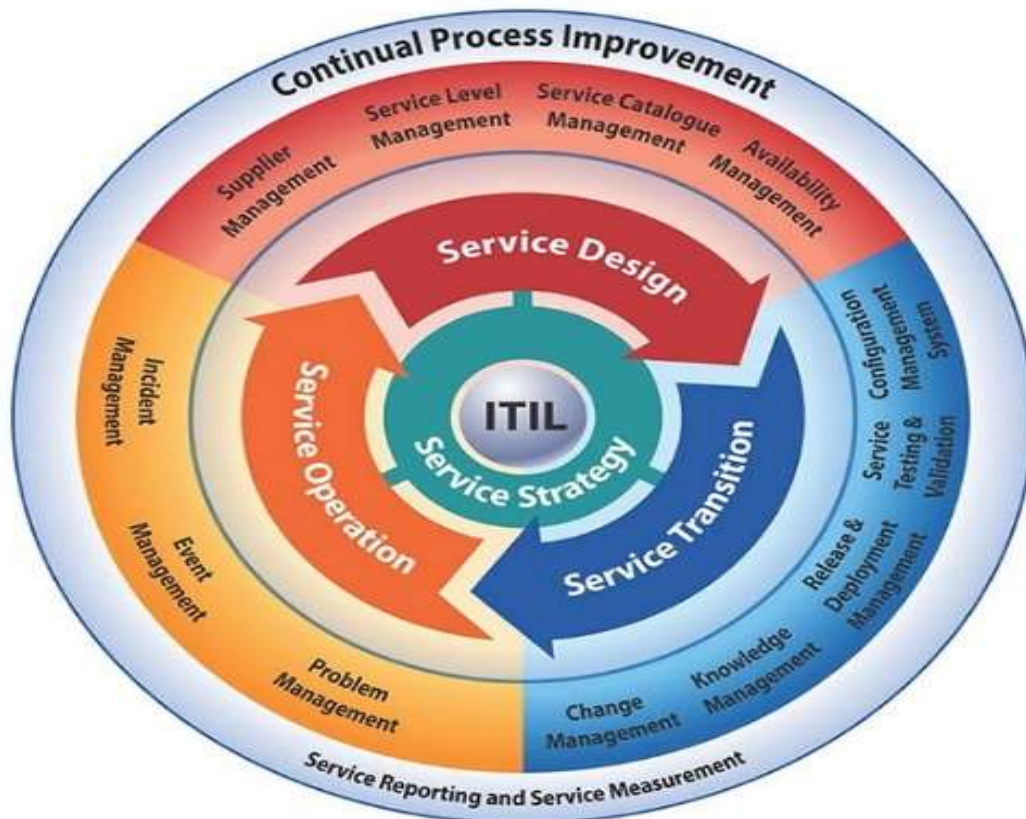 Continual Process Improvement
Supplier
Management
Service Level
Management
Service Catalogue
Management
Availability
Management
Configuration
Management
System
Service
Testing &
Validation
Release &
Deployment
Management
Knowledge
Management
Change
Management
Problem
Management
Event
Management
Incident
Management
Service Design
Service Transition
Service Operation
Service Strategy
ITIL
Service Reporting and Service Measurement